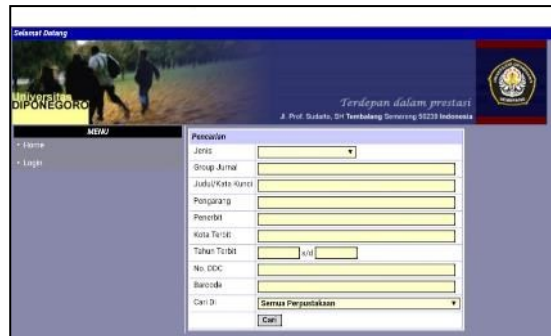 Selamat Datang
Universitas
DIPONEGORO
Terdepan dalam prestasi
Jl. Prof. Sudarto, SH Tembalang Semarang 50239 Indonesia
MENU
Home
Login
Pencarian
Jenis
Group Jurnal
Judul/Kata Kunci
Pengarang
Penerbit
Kota Terbit
Tahun Terbit s/d
No. DDC
Barcode
Cari Di Semua Perpustakaan
Cari